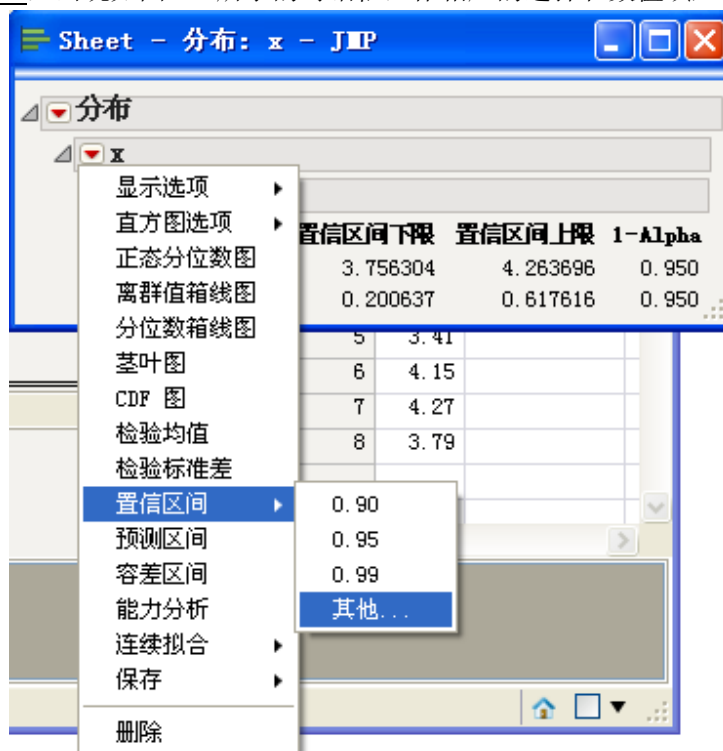 Sheet - 分布: x - JMP
分布
x
显示选项
直方图选项
正态分位数图
离群值箱线图
分位数箱线图
茎叶图
CDF 图
检验均值
检验标准差
置信区间
预测区间
容差区间
能力分析
连续拟合
保存
删除
置信区间下限 置信区间上限 1-Alpha
3.756304 4.263696 0.950
0.200637 0.617616 0.950
5 3.41
6 4.15
7 4.27
8 3.79
0.90
0.95
0.99
其他...